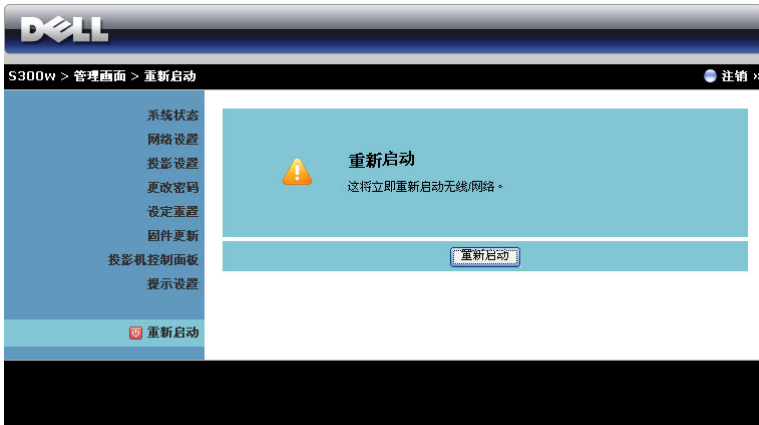 DELL
S300w > 管理画面 > 重新启动
注销 »
系统状态
网络设置
投影设置
更改密码
设定重置
固件更新
投影机控制面板
提示设置
重新启动
重新启动
这将立即重新启动无线/网络。
重新启动